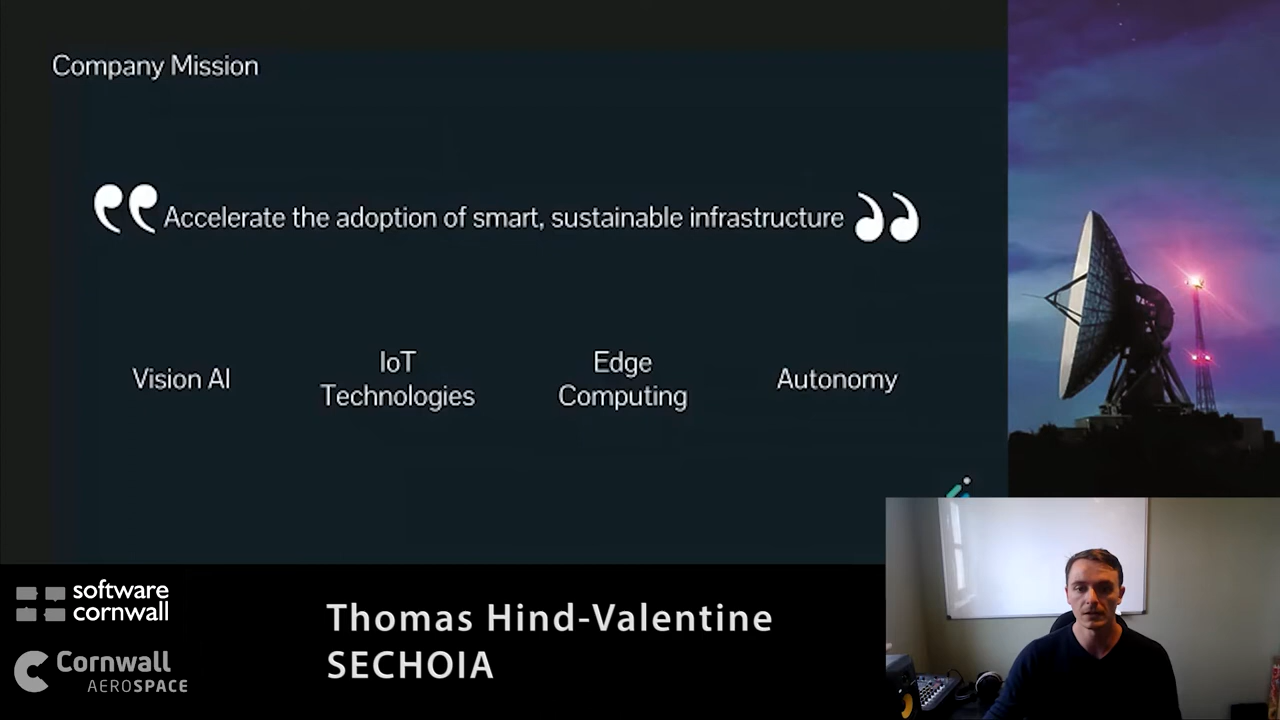 Company Mission
Accelerate the adoption of smart, sustainable infrastructure
Vision AI
IoT
Technologies
Edge
Computing
Autonomy
software
cornwall
Cornwall
AEROSPACE
Thomas Hind-Valentine
SECHOIA